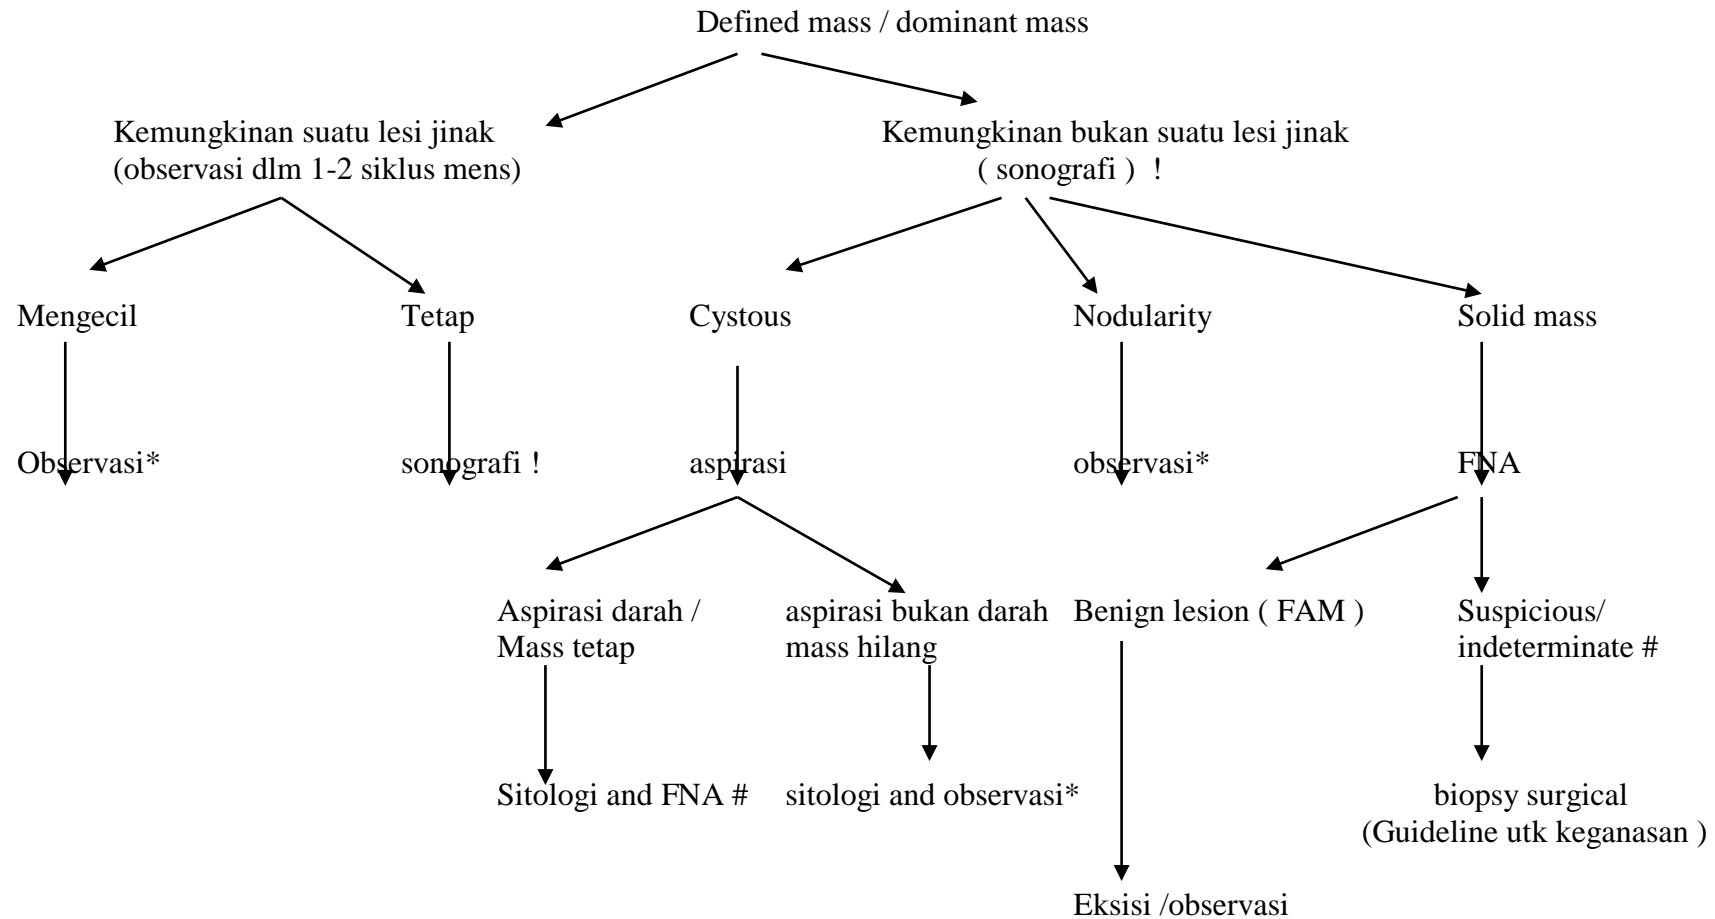 Defined mass / dominant mass
Kemungkinan suatu lesi jinak
(observasi dlm 1-2 siklus mens)
Kemungkinan bukan suatu lesi jinak
( sonografi ) !
Mengecil
Tetap
Cystous
Nodularity
Solid mass
Observasi*
sonografi !
aspirasi
observasi*
FNA
Aspirasi darah /
Mass tetap
aspirasi bukan darah
mass hilang
Benign lesion ( FAM )
Suspicious/
indeterminate #
Sitologi and FNA #
sitologi and observasi*
biopsy surgical
(Guideline utk keganasan )
Eksisi /observasi